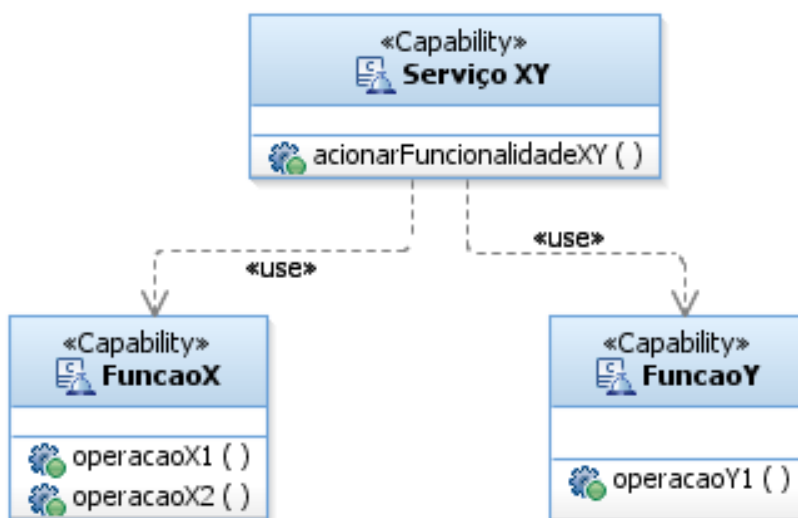 «Capability»
Serviço XY
acionarFuncionalidadeXY ( )
«use»
«use»
«Capability»
FuncaoX
operacaoX1 ( )
operacaoX2 ( )
«Capability»
FuncaoY
operacaoY1 ( )